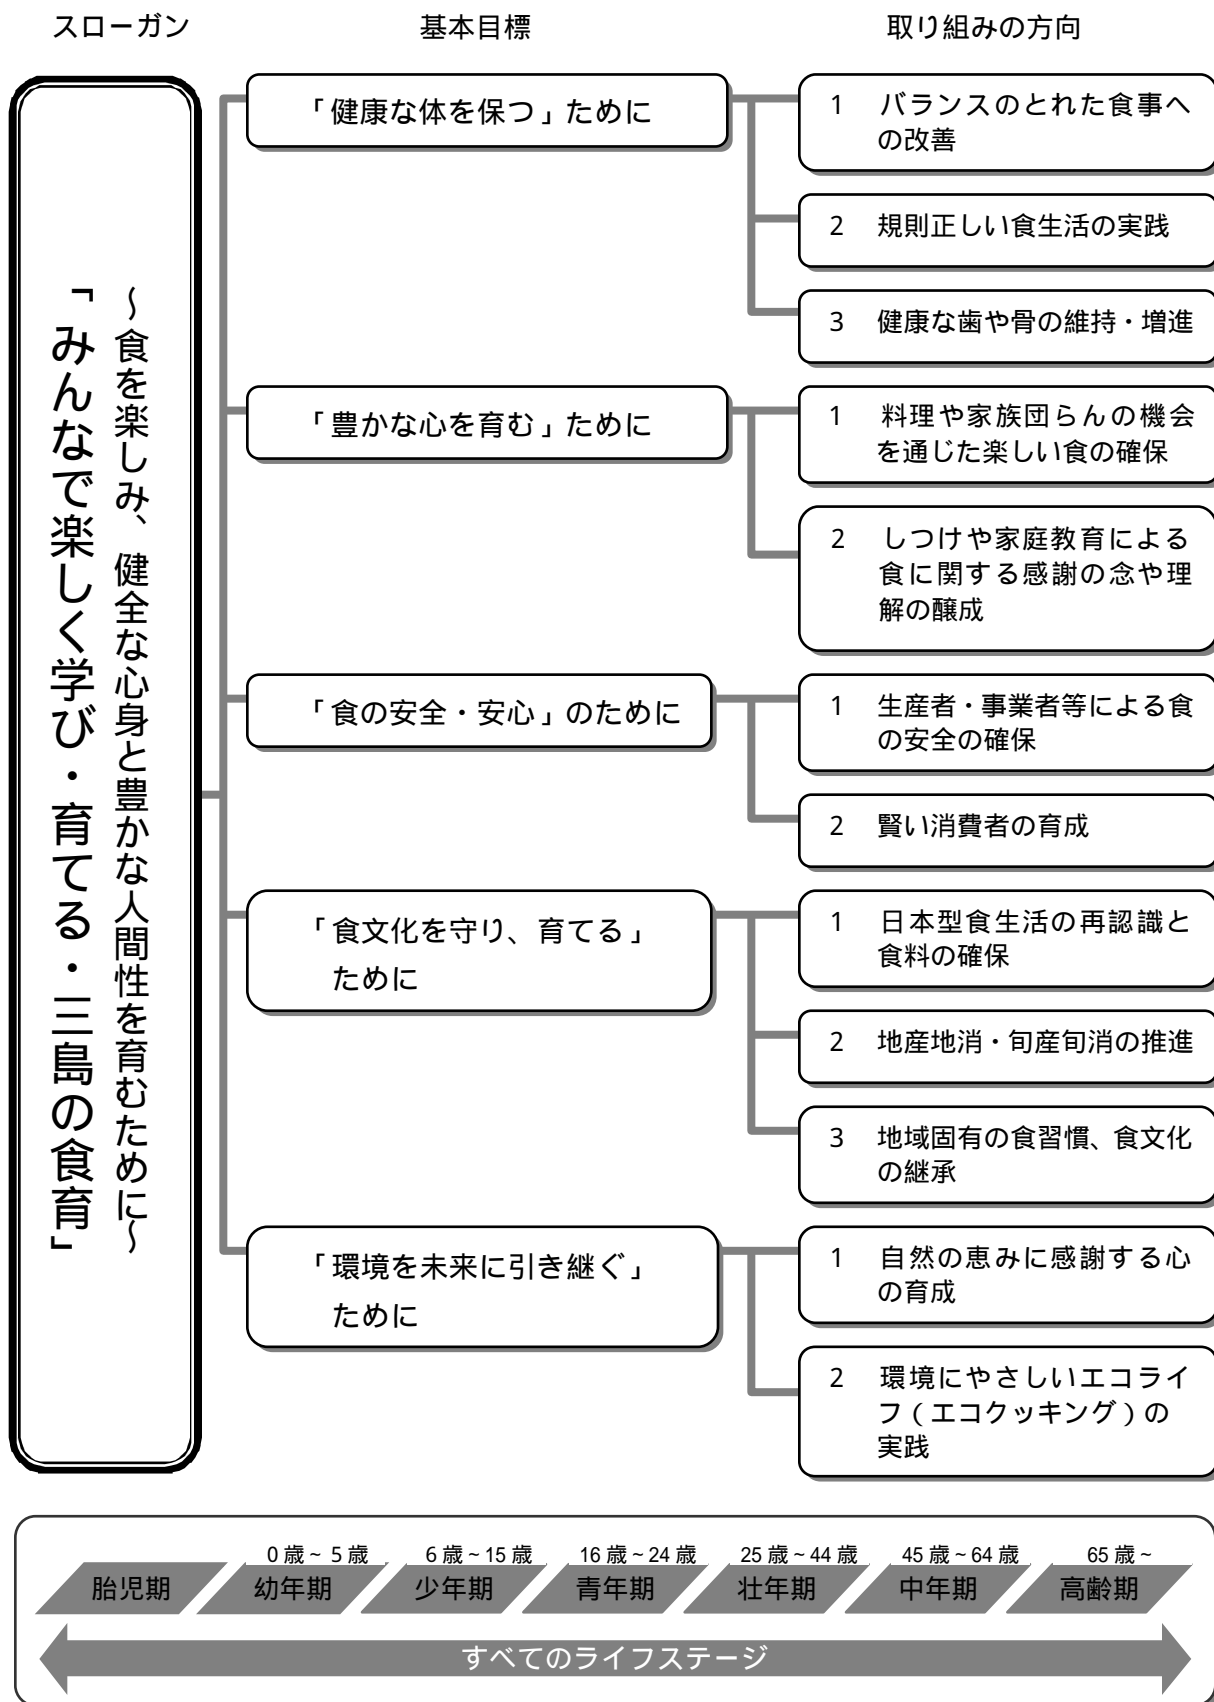 スローガン
基本目標
取り組みの方向
～食を楽しみ、健全な心身と豊かな人間性を育むために～
「みんなで楽しく学び・育てる・三島の食育」
「健康な体を保つ」ために
1 バランスのとれた食事へ
の改善
2 規則正しい食生活の実践
3 健康な歯や骨の維持・増進
「豊かな心を育む」ために
1 料理や家族団らんの機会
を通じた楽しい食の確保
2 しつけや家庭教育による
食に関する感謝の念や理
解の醸成
「食の安全・安心」のために
1 生産者・事業者等による食
の安全の確保
2 賢い消費者の育成
「食文化を守り、育てる」
ために
1 日本型食生活の再認識と
食料の確保
2 地産地消・旬産旬消の推進
3 地域固有の食習慣、食文化
の継承
「環境を未来に引き継ぐ」
ために
1 自然の恵みに感謝する心
の育成
2 環境にやさしいエコライ
フ（エコクッキング）の
実践
0歳～5歳 6歳～15歳 16歳～24歳 25歳～44歳 45歳～64歳 65歳～
胎児期 幼年期 少年期 青年期 壮年期 中年期 高齢期
すべてのライフステージ